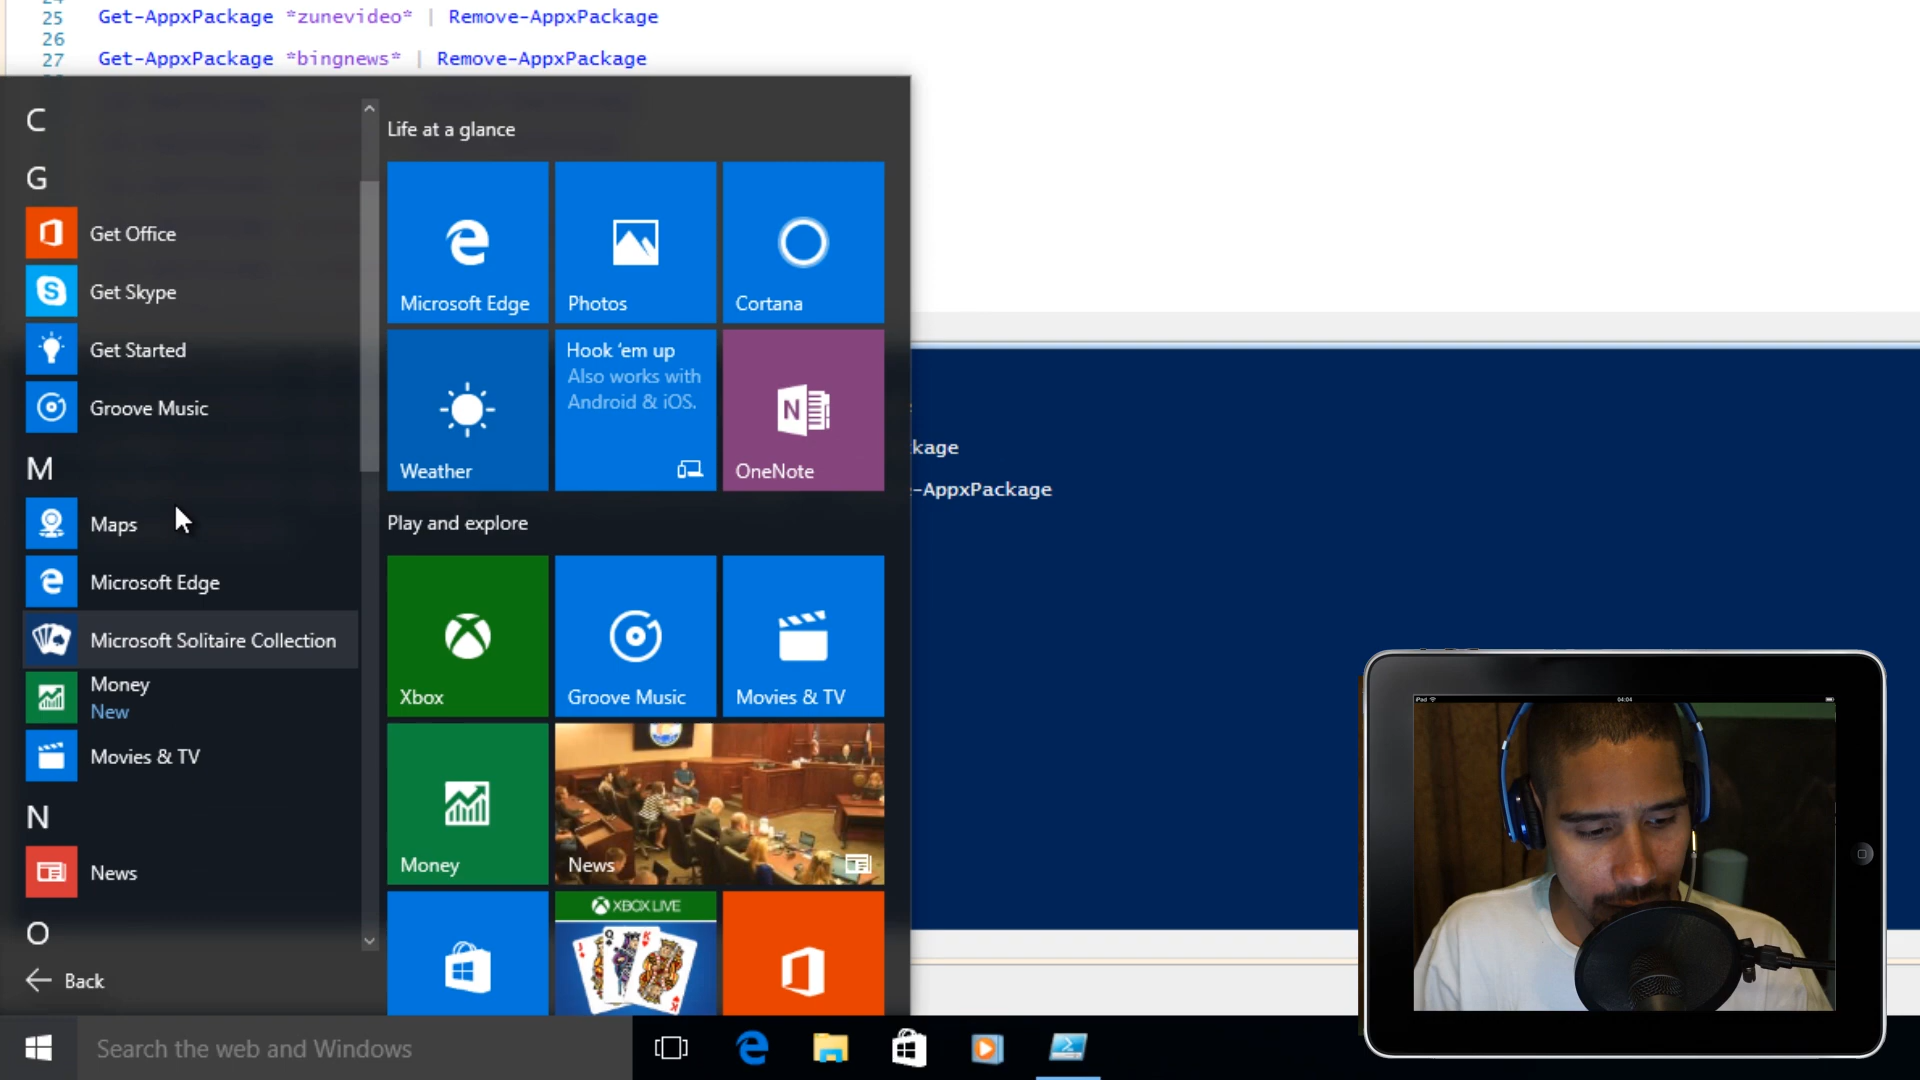 25 Get-AppxPackage *zunevideo* | Remove-AppxPackage
26
27 Get-AppxPackage *bingnews* | Remove-AppxPackage
C
G
Get Office
Get Skype
Get Started
Groove Music
M
Maps
Microsoft Edge
Microsoft Solitaire Collection
Money
New
Movies & TV
N
News
O
Back
Life at a glance
Microsoft Edge
Photos
Cortana
Weather
Hook ‘em up
Also works with
Android & iOS.
N
OneNote
Play and explore
Xbox
Groove Music
Movies & TV
Money
News
XBOX LIVE
J
Q
K
K
kage
-AppxPackage
iPad
04:04
Search the web and Windows